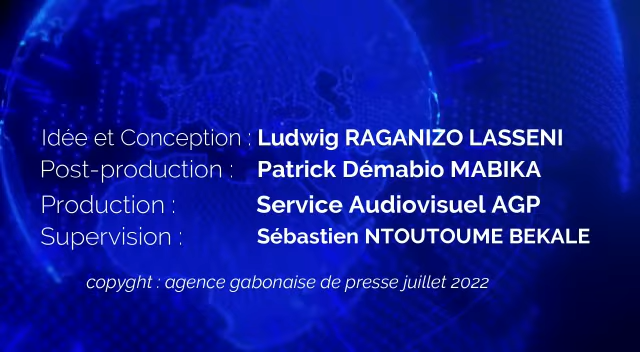 Idée et Conception : Ludwig RAGANIZO LASSENI
Post-production : Patrick Démabio MABIKA
Production : Service Audiovisuel AGP
Supervision : Sébastien NTOUTOUME BEKALE
copyght : agence gabonaise de presse juillet 2022